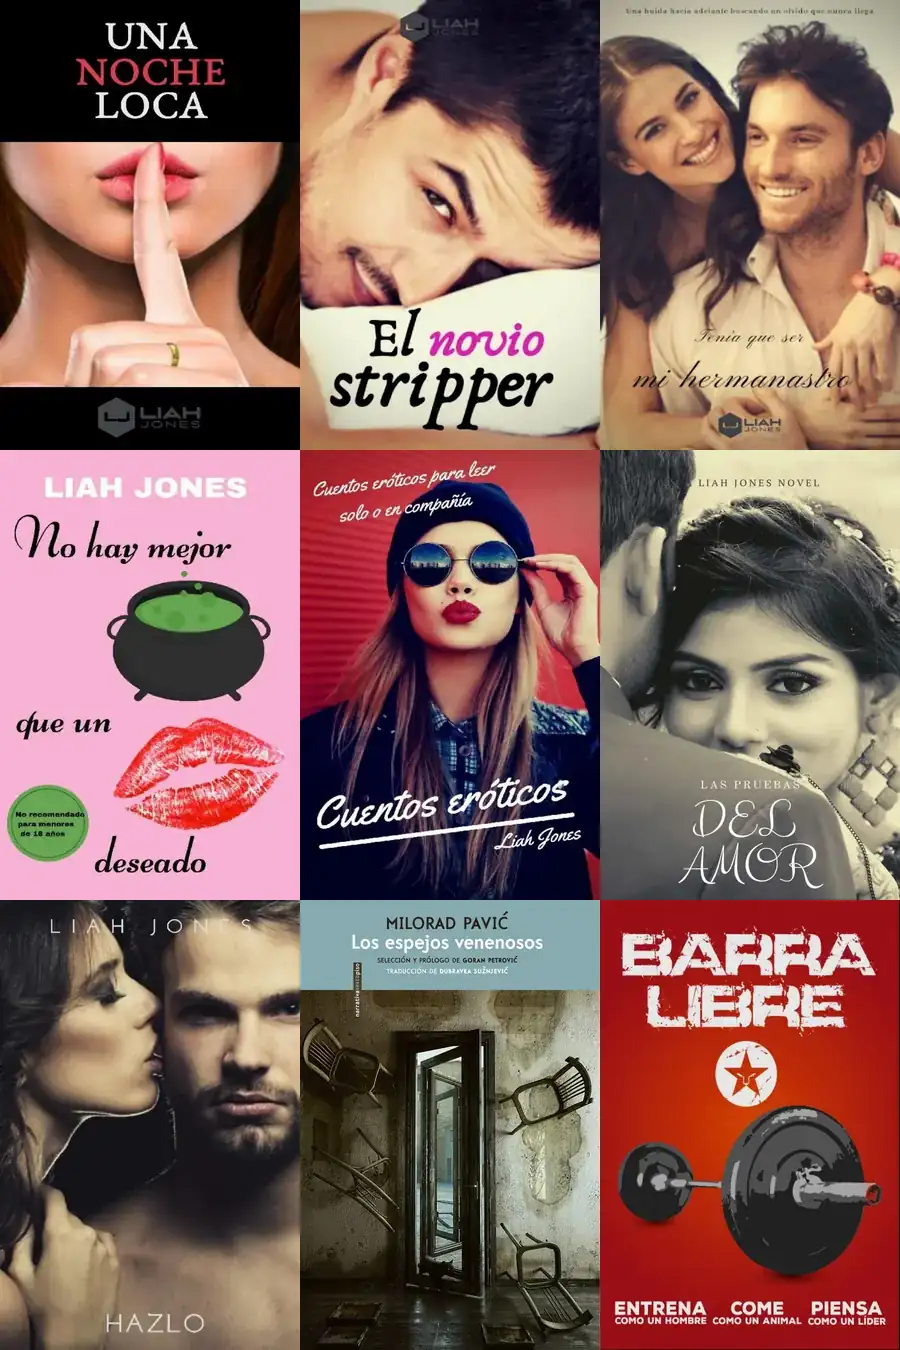 UNA
NOCHE
LOCA
LIAH
JONES
LIAH
JONES
El novio
stripper
Una huida hacia adelante buscando un olvido que nunca llega.
Tenía que ser
mi hermanastro
LIAH
JONES
LIAH JONES
No hay mejor
que un
No recomendado
para menores
de 18 años
deseado
Cuentos eróticos para leer
solo o en compañía
Cuentos eróticos
Liah Jones
LIAH JONES NOVEL
LAS PRUEBAS
DEL
AMOR
LIAH JONES
HAZLO
MILORAD PAVIĆ
Los espejos venenosos
SELECCIÓN Y PRÓLOGO DE GORAN PETROVIĆ
TRADUCCIÓN DE DUBRAVKA SUŽNJEVIĆ
narrativa sexto piso
BARRA
LIBRE
ENTRENA
COMO UN HOMBRE
COME
COMO UN ANIMAL
PIENSA
COMO UN LÍDER